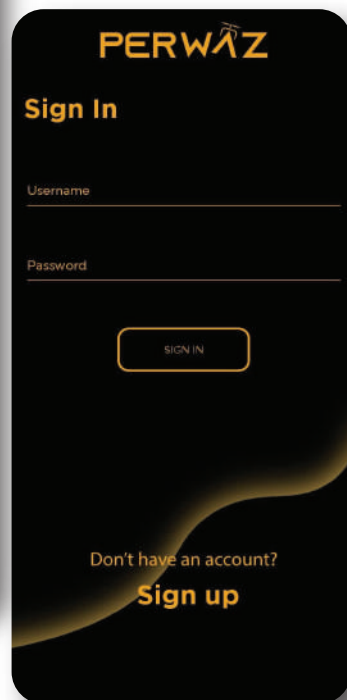 PERWAZ
Sign In
Username
Password
SIGN IN
Don't have an account?
Sign up